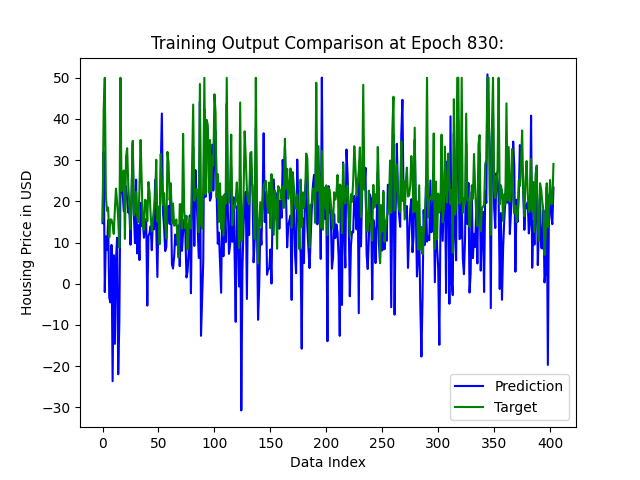 Training Output Comparison at Epoch 830:
Housing Price in USD
50
40
30
20
10
0
−10
−20
−30
Prediction
Target
0 50 100 150 200 250 300 350 400
Data Index